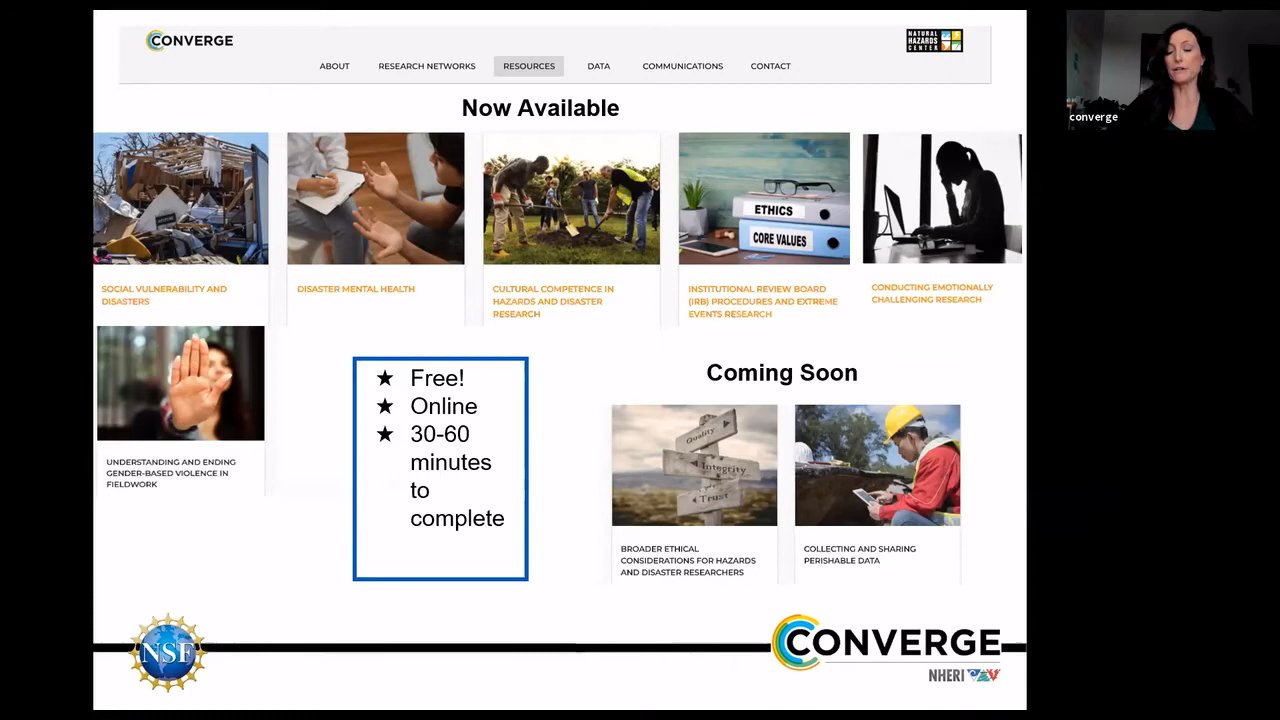 CONVERGE
NATURAL
HAZARDS
CENTER
ABOUT
RESEARCH NETWORKS
RESOURCES
DATA
COMMUNICATIONS
CONTACT
converge
Now Available
ETHICS
CORE VALUES
SOCIAL VULNERABILITY AND
DISASTERS
DISASTER MENTAL HEALTH
CULTURAL COMPETENCE IN
HAZARDS AND DISASTER
RESEARCH
INSTITUTIONAL REVIEW BOARD
(IRB) PROCEDURES AND EXTREME
EVENTS RESEARCH
CONDUCTING EMOTIONALLY
CHALLENGING RESEARCH
UNDERSTANDING AND ENDING
GENDER-BASED VIOLENCE IN
FIELDWORK
★ Free!
★ Online
★ 30-60
minutes
to
complete
Coming Soon
Quality
Integrity
Trust
BROADER ETHICAL
CONSIDERATIONS FOR HAZARDS
AND DISASTER RESEARCHERS
COLLECTING AND SHARING
PERISHABLE DATA
NSF
CONVERGE
NHERI